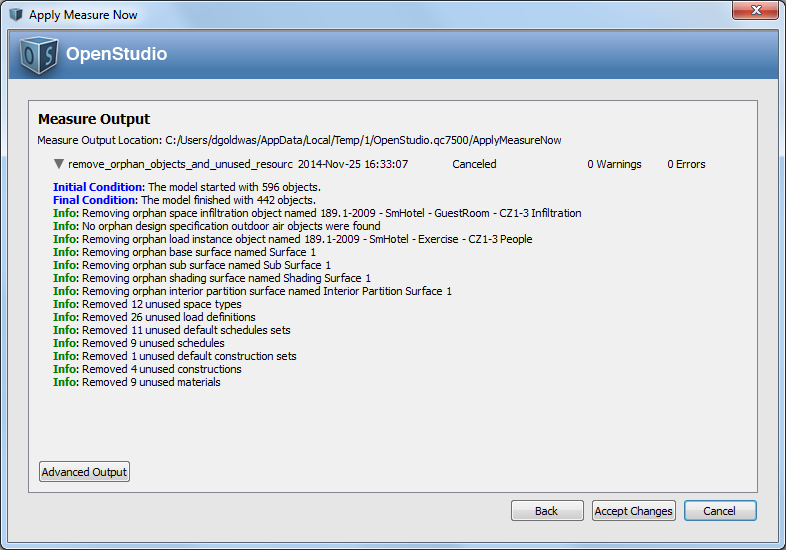 Apply Measure Now
OS OpenStudio
Measure Output
Measure Output Location: C:/Users/dgoldwas/AppData/Local/Temp/1/OpenStudio.qc7500/ApplyMeasureNow
remove_orphan_objects_and_unused_resourc 2014-Nov-25 16:33:07 Canceled 0 Warnings 0 Errors
Initial Condition: The model started with 596 objects.
Final Condition: The model finished with 442 objects.
Info: Removing orphan space infiltration object named 189.1-2009 - SmHotel - GuestRoom - CZ1-3 Infiltration
Info: No orphan design specification outdoor air objects were found
Info: Removing orphan load instance object named 189.1-2009 - SmHotel - Exercise - CZ1-3 People
Info: Removing orphan base surface named Surface 1
Info: Removing orphan sub surface named Sub Surface 1
Info: Removing orphan shading surface named Shading Surface 1
Info: Removing orphan interior partition surface named Interior Partition Surface 1
Info: Removed 12 unused space types
Info: Removed 26 unused load definitions
Info: Removed 11 unused default schedules sets
Info: Removed 9 unused schedules
Info: Removed 1 unused default construction sets
Info: Removed 4 unused constructions
Info: Removed 9 unused materials
Advanced Output
Back Accept Changes Cancel